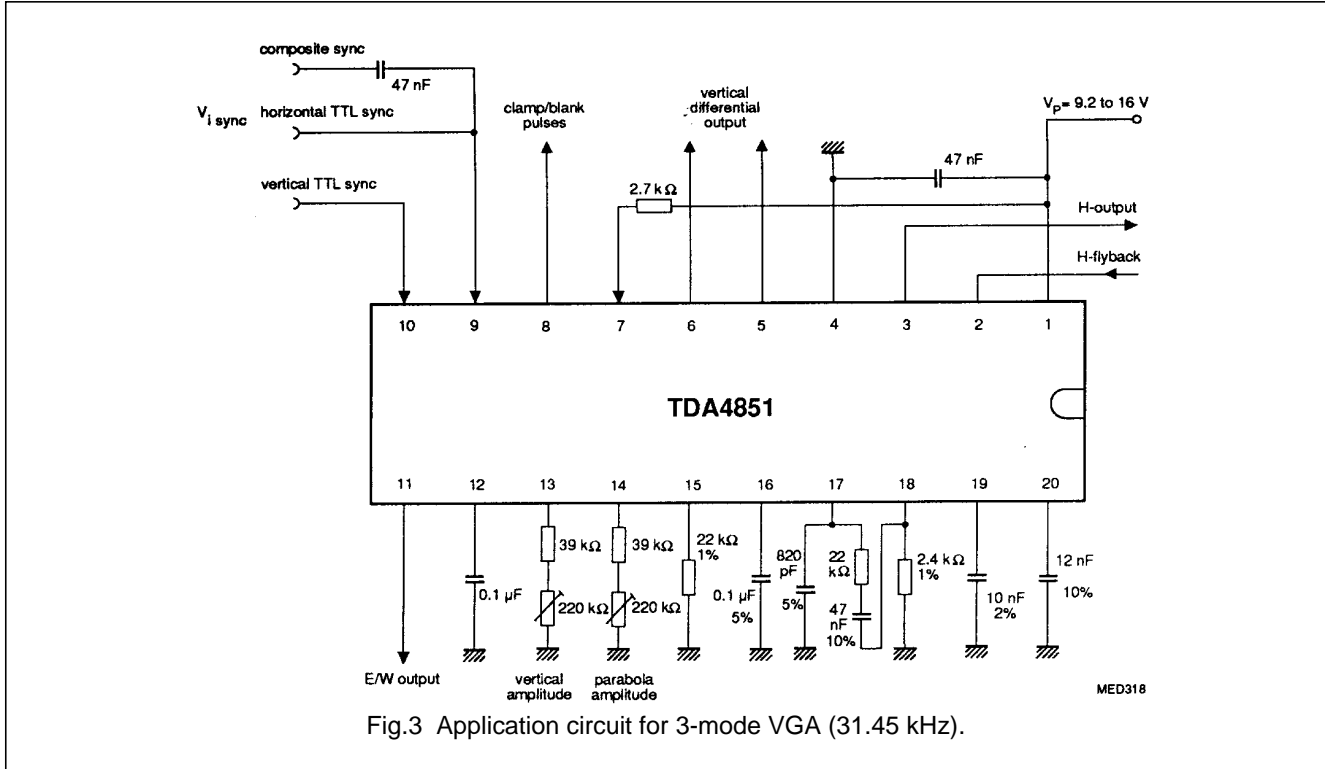 composite sync
47 nF
V i sync
horizontal TTL sync
vertical TTL sync
clamp/blank
pulses
vertical
differential
output
2.7 kΩ
47 nF
VP= 9.2 to 16 V
H-output
H-flyback
10 9 8 7 6 5 4 3 2 1
TDA4851
11 12 13 14 15 16 17 18 19 20
0.1 μF
39 kΩ
220 kΩ
39 kΩ
220 kΩ
22 kΩ
1%
0.1 μF
5%
820
pF
5%
22
kΩ
47
nF
10%
2.4 kΩ
1%
10 nF
2%
12 nF
10%
E/W output
vertical
amplitude
parabola
amplitude
MED318
Fig.3 Application circuit for 3-mode VGA (31.45 kHz).